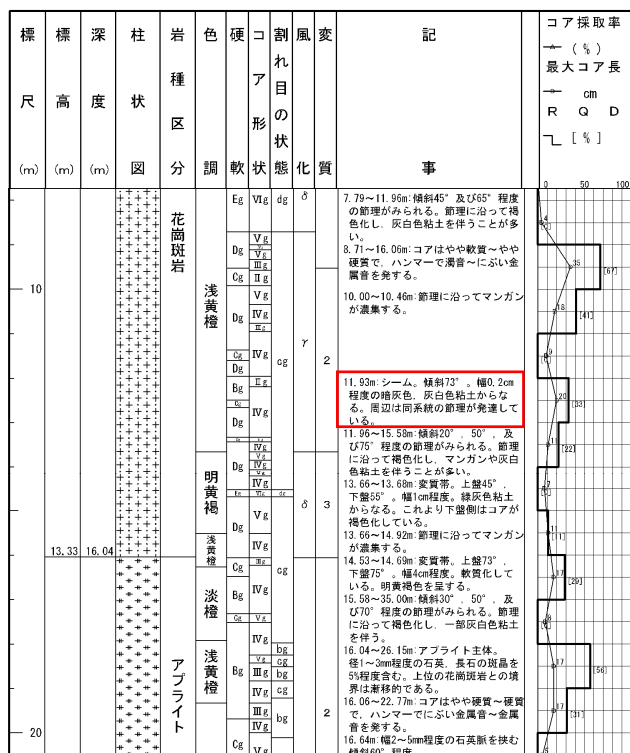 標尺(m)
標高(m)
深度(m)
柱状図
岩種区分
色調
硬軟
コア形状
割れ目の状態
風化
変質
記事
コア採取率
(%)
最大コア長
cm
R Q D
[%]
0 50 100
10
20
13.33 16.04
花崗斑岩
アプライト
浅黄橙
明黄褐
浅黄橙
淡橙
浅黄橙
Eg
Dg
Cg
Dg
Cg
Dg
Bg
Cg
Dg
Dg
Eg
Dg
Cg
Bg
Cg
Bg
Cg
Ⅵg
Ⅴg
Ⅴg
Ⅲg
Ⅱg
Ⅴg
Ⅳg
Ⅲg
Ⅳg
Ⅱg
Ⅳg
Ⅳg
Ⅴg
Ⅳg
Ⅳg
Ⅵg
Ⅴg
Ⅳg
Ⅲg
Ⅳg
Ⅴg
Ⅳg
Ⅴg
Ⅲg
Ⅳg
Ⅲg
Ⅳg
Ⅴg
dg
cg
dg
cg
bg
cg
bg
cg
bg
δ
γ
δ
2
3
2
7.79~11.96m:傾斜45°及び65°程度
の節理がみられる。節理に沿って褐
色化し、灰白色粘土を伴うことが多
い。
8.71~16.06m:コアはやや軟質~やや
硬質で、ハンマーで濁音~にぶい金
属音を発する。
10.00~10.46m:節理に沿ってマンガン
が濃集する。
11.93m:シーム。傾斜73°。幅0.2cm
程度の暗灰色、灰白色粘土からな
る。周辺は同系統の節理が発達して
いる。
11.96~15.58m:傾斜20°、50°、及
び75°程度の節理がみられる。節理
に沿って褐色化し、マンガンや灰白
色粘土を伴うことが多い。
13.66~13.68m:変質帯。上盤45°、
下盤55°。幅1cm程度。緑灰色粘土
からなる。これより下盤側はコアが
褐色化している。
13.66~14.92m:節理に沿ってマンガン
が濃集する。
14.53~14.69m:変質帯。上盤73°、
下盤75°。幅4cm程度。軟質化して
いる。明黄褐色を呈する。
15.58~35.00m:傾斜30°、50°、及
び70°程度の節理がみられる。節理
に沿って褐色化し、一部灰白色粘土
を伴う。
16.04~26.15m:アプライト主体。
径1~3mm程度の石英、長石の斑晶を
5%程度含む。上位の花崗斑岩との境
界は漸移的である。
16.06~22.77m:コアはやや硬質~硬質
で、ハンマーでにぶい金属音~金属
音を発する。
16.64m:幅2~5mm程度の石英脈を挟む
傾斜60°程度
4
35
[67]
18
[41]
9
20
[33]
11
[22]
7
11
[11]
17
[29]
8
17
[56]
17
[31]